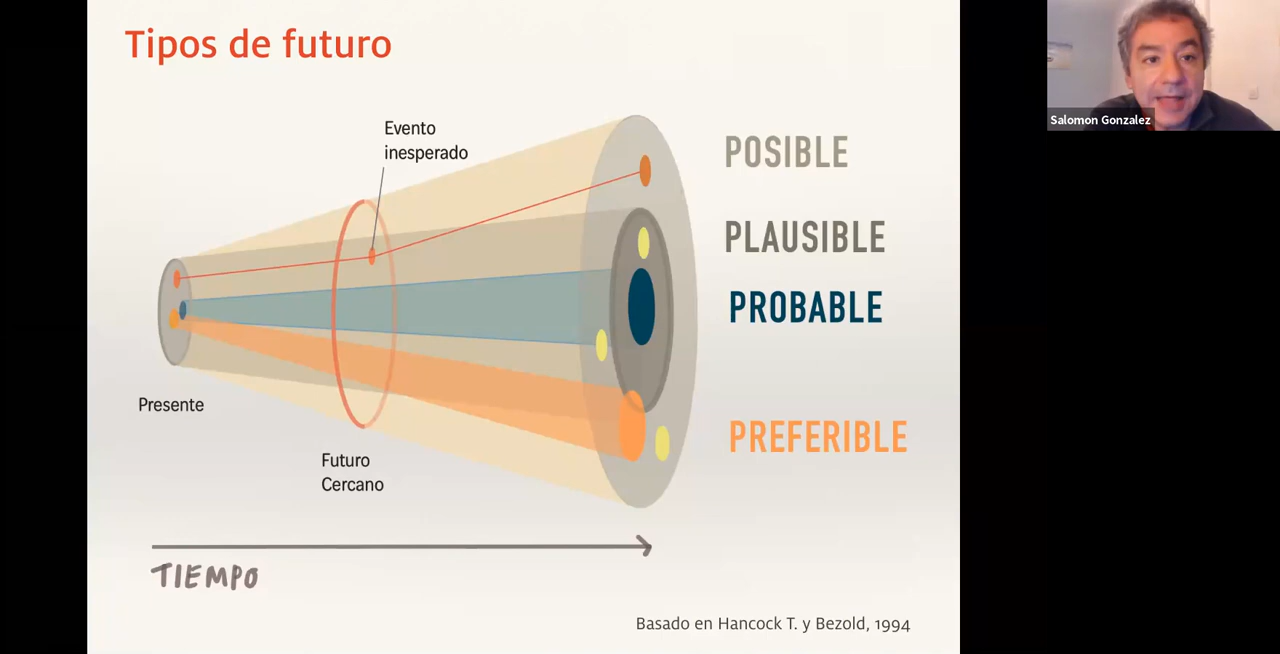 Tipos de futuro
Evento
inesperado
POSIBLE
PLAUSIBLE
PROBABLE
PREFERIBLE
Presente
Futuro
Cercano
TIEMPO
Basado en Hancock T. y Bezold, 1994
Salomon Gonzalez